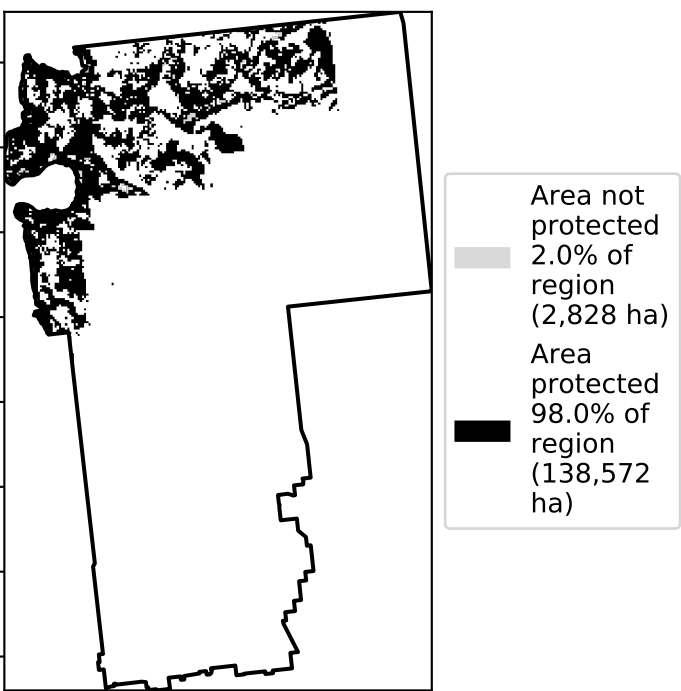 Area not
protected
2.0% of
region
(2,828 ha)
Area
protected
98.0% of
region
(138,572
ha)